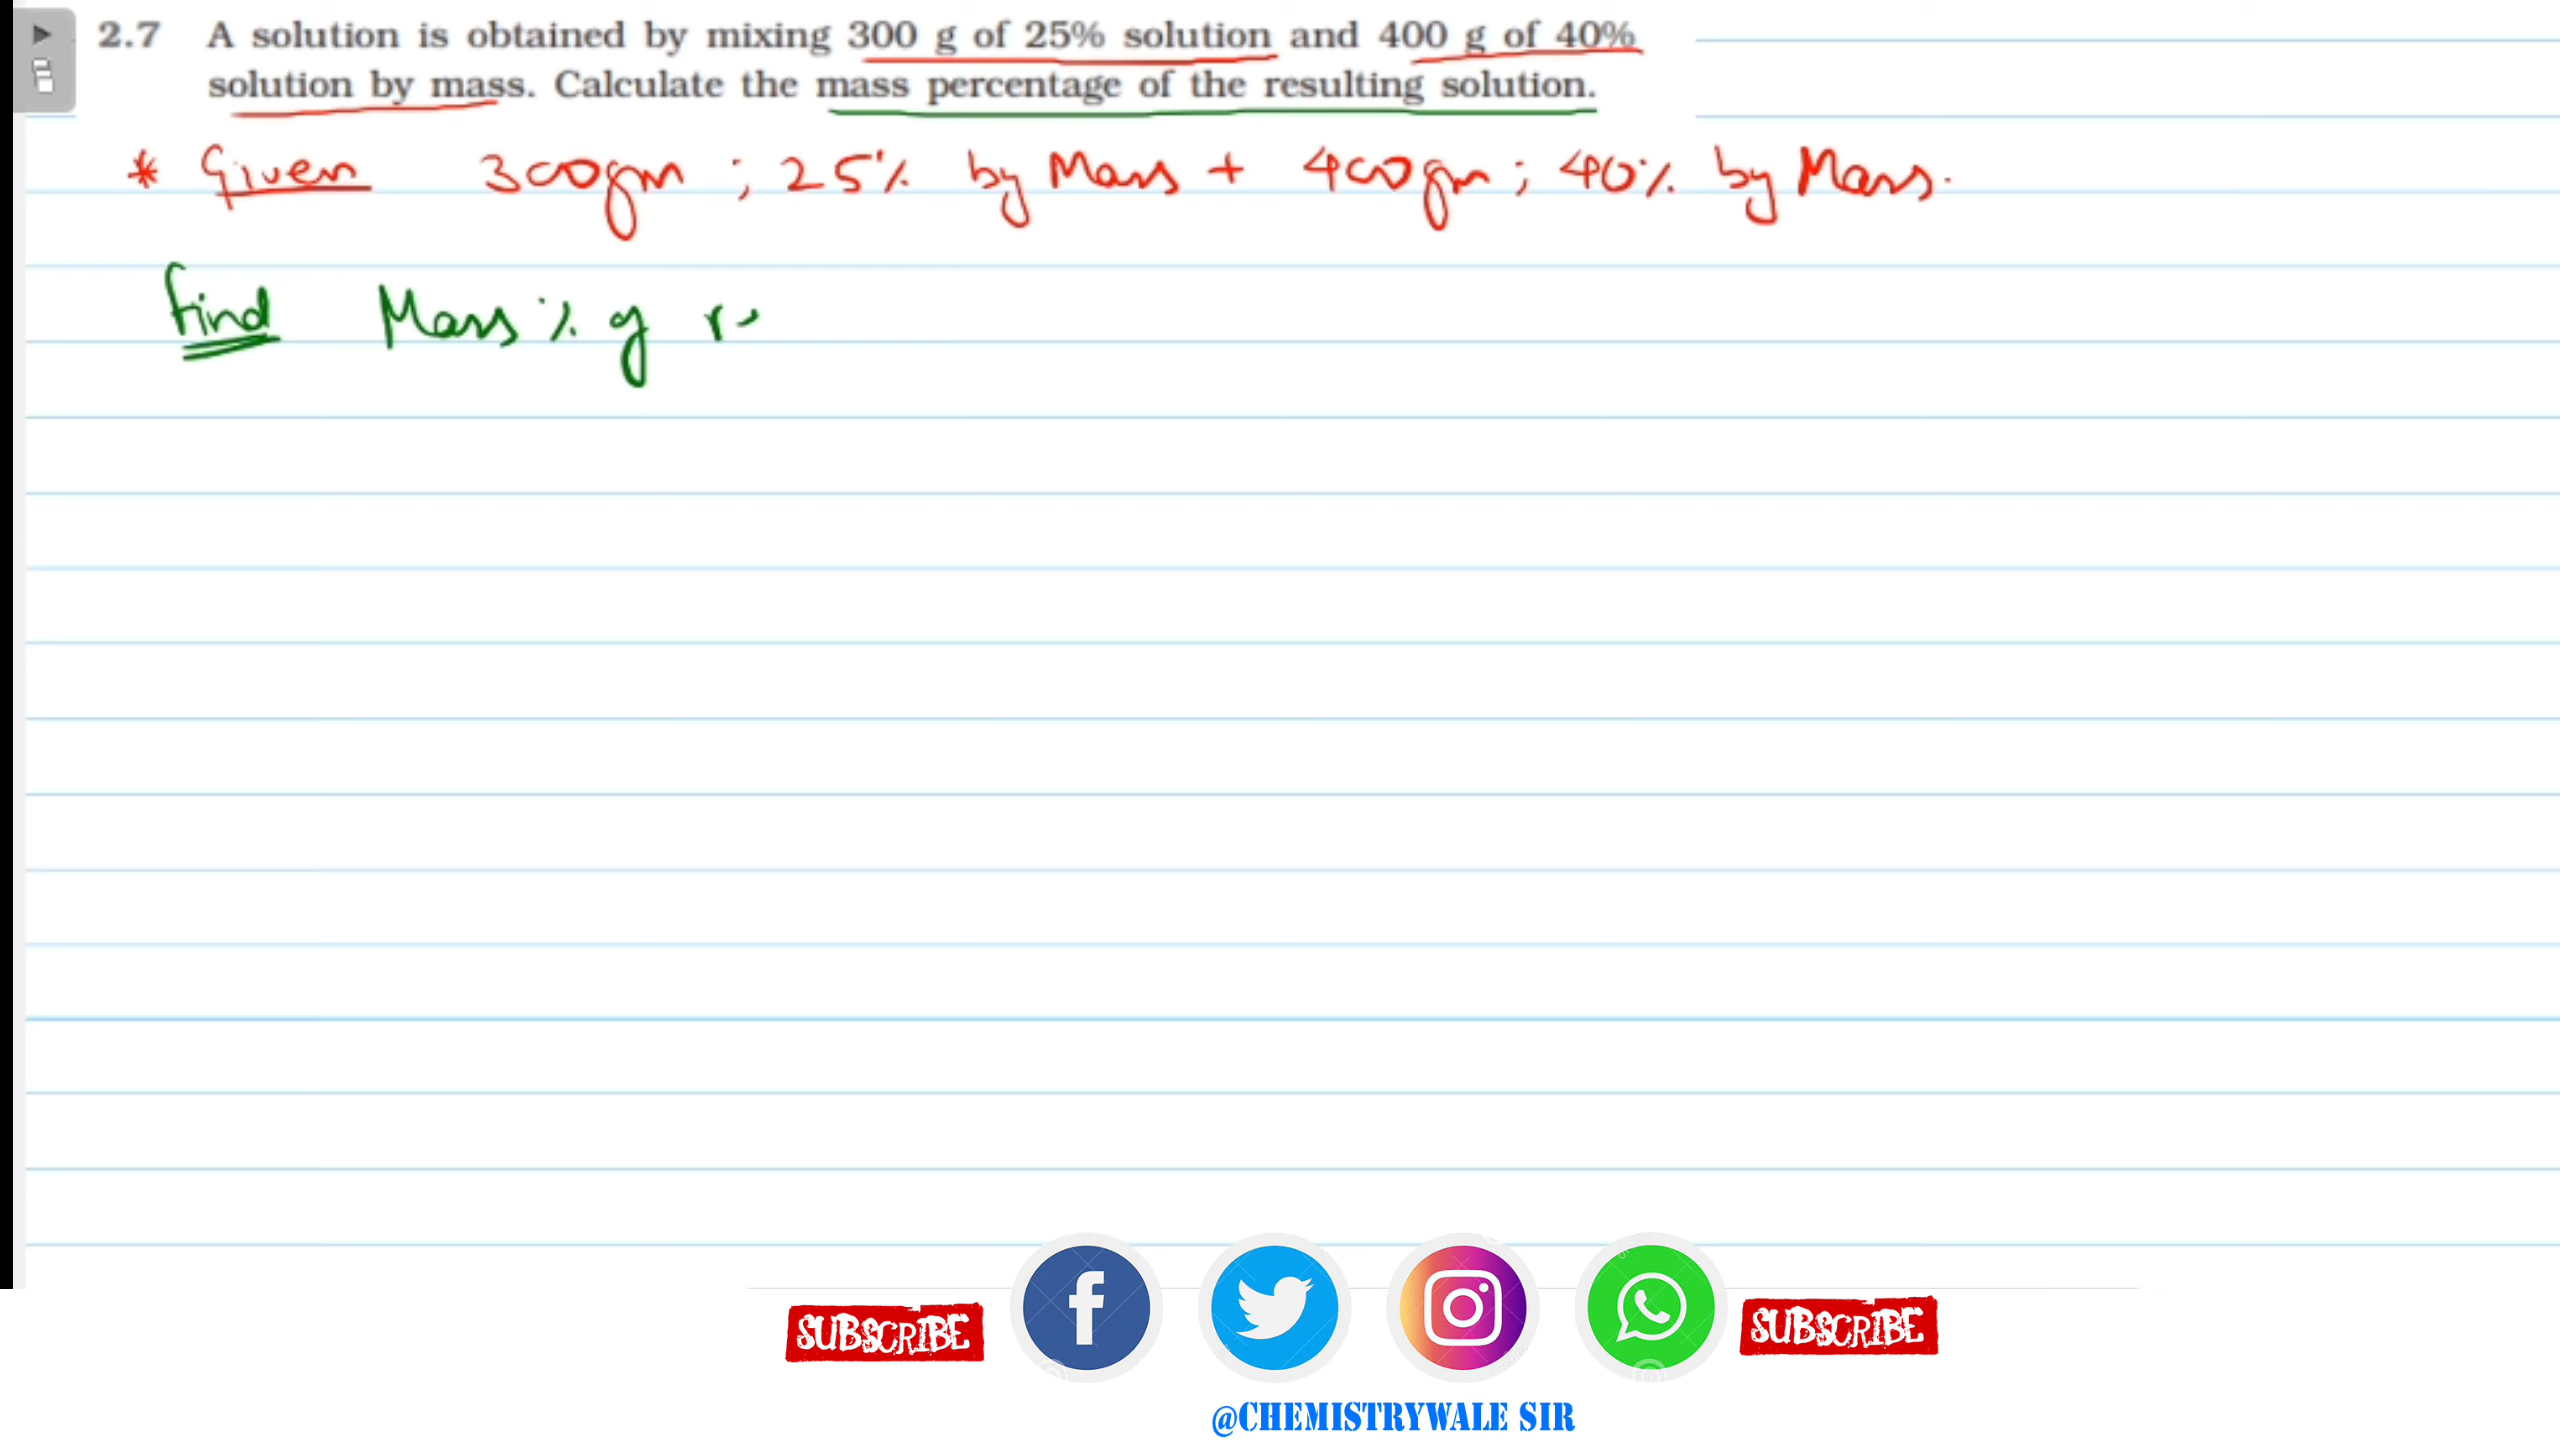 2.7 A solution is obtained by mixing 300 g of 25% solution and 400 g of 40%
solution by mass. Calculate the mass percentage of the resulting solution.
* Given 300gm ; 25% by Mass + 400gm ; 40% by Mass.
Find Mass % of
SUBSCRIBE
SUBSCRIBE
@CHEMISTRYWALE SIR